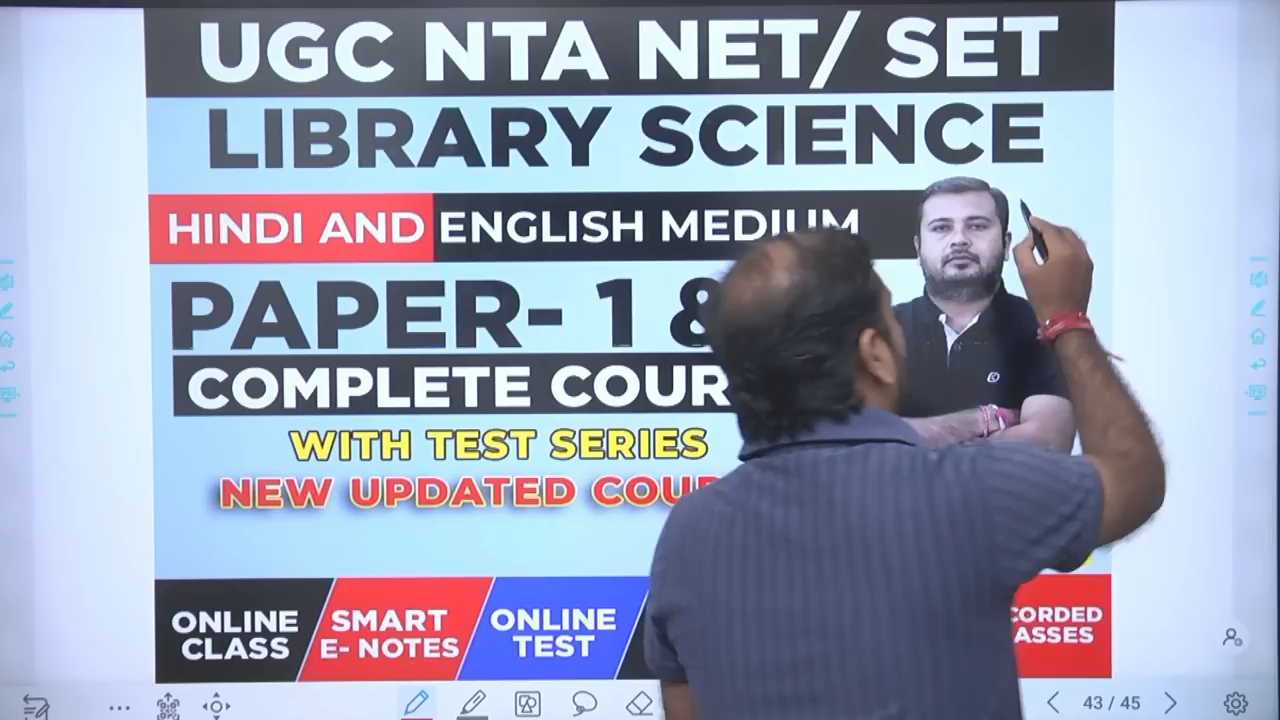 UGC NTA NET/ SET
LIBRARY SCIENCE
HINDI AND ENGLISH MEDIUM
PAPER- 1 &
COMPLETE COUR
WITH TEST SERIES
NEW UPDATED COU
ONLINE CLASS
SMART E- NOTES
ONLINE TEST
CORDED
ASSES
43 / 45